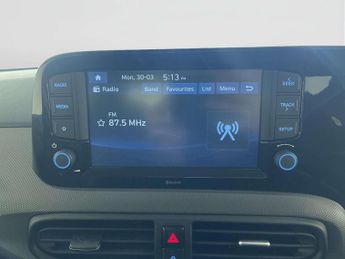 Mon, 30-03 5:13 P.M.
Radio Band Favourites List Menu
RADIO
MEDIA
SEEK
TRACK
SETUP
FM
87.5 MHz
Bluetooth